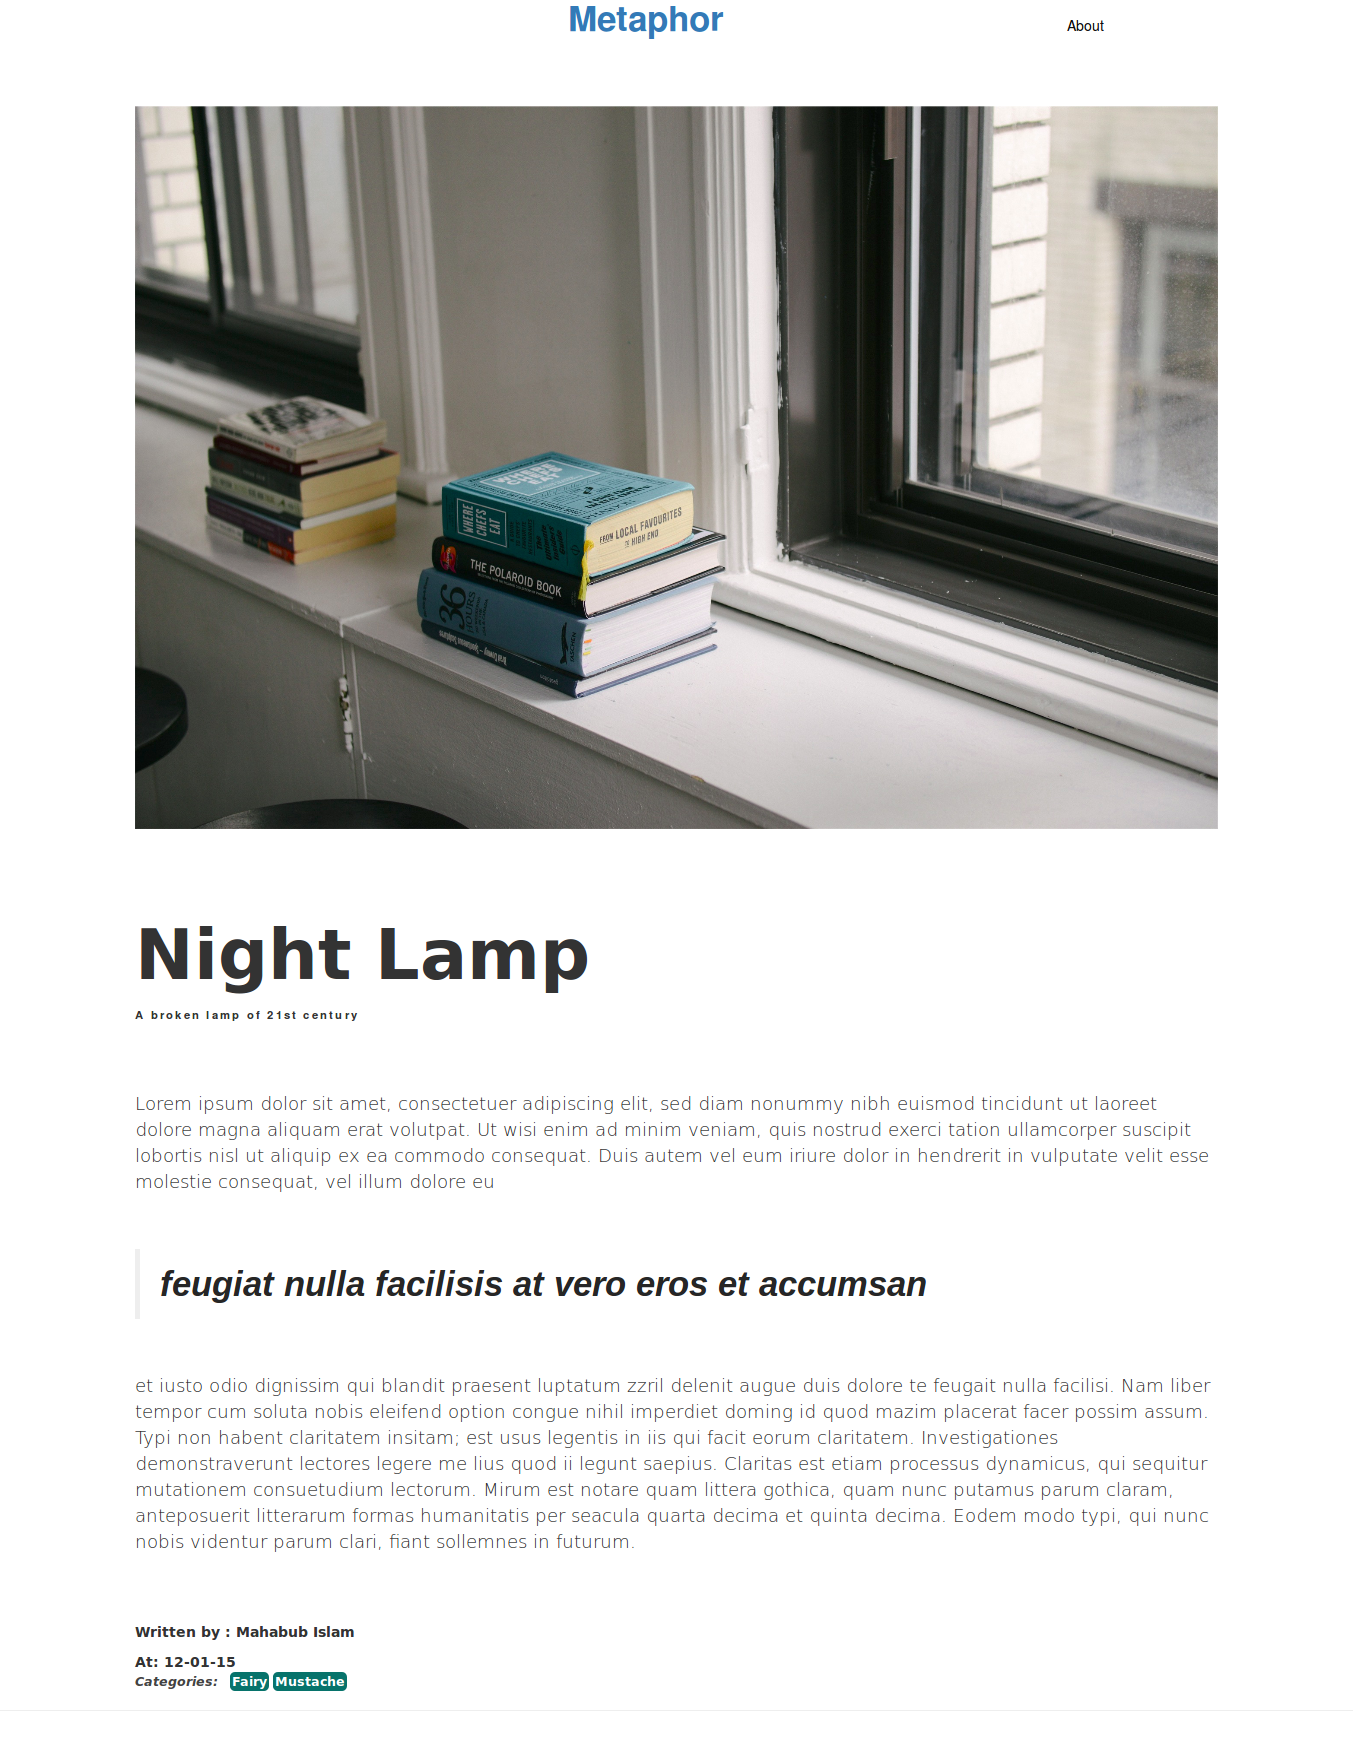 Metaphor
About
WHERE CHEFS EAT
WHERE
CHEFS
EAT
FROM LOCAL FAVOURITES
TO HIGH END
THE POLAROID BOOK
36
HOURS
TASCHEN
Night Lamp
A broken lamp of 21st century
Lorem ipsum dolor sit amet, consectetuer adipiscing elit, sed diam nonummy nibh euismod tincidunt ut laoreet
dolore magna aliquam erat volutpat. Ut wisi enim ad minim veniam, quis nostrud exerci tation ullamcorper suscipit
lobortis nisl ut aliquip ex ea commodo consequat. Duis autem vel eum iriure dolor in hendrerit in vulputate velit esse
molestie consequat, vel illum dolore eu
feugiat nulla facilisis at vero eros et accumsan
et iusto odio dignissim qui blandit praesent luptatum zzril delenit augue duis dolore te feugait nulla facilisi. Nam liber
tempor cum soluta nobis eleifend option congue nihil imperdiet doming id quod mazim placerat facer possim assum.
Typi non habent claritatem insitam; est usus legentis in iis qui facit eorum claritatem. Investigationes
demonstraverunt lectores legere me lius quod ii legunt saepius. Claritas est etiam processus dynamicus, qui sequitur
mutationem consuetudium lectorum. Mirum est notare quam littera gothica, quam nunc putamus parum claram,
anteposuerit litterarum formas humanitatis per seacula quarta decima et quinta decima. Eodem modo typi, qui nunc
nobis videntur parum clari, fiant sollemnes in futurum.
Written by : Mahabub Islam
At: 12-01-15
Categories: Fairy Mustache